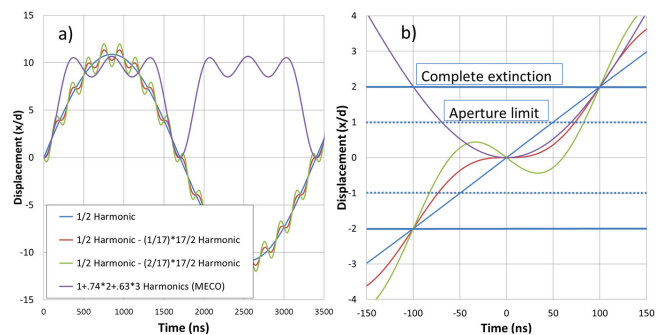 a)
Displacement (x/d)
15
10
5
0
-5
-10
-15
0 500 1000 1500 2000 2500 3000 3500
Time (ns)
1/2 Harmonic
1/2 Harmonic - (1/17)*17/2 Harmonic
1/2 Harmonic - (2/17)*17/2 Harmonic
1+.74*2+.63*3 Harmonics (MECO)
b)
Displacement (x/d)
4
3
2
1
0
-1
-2
-3
-4
-150 -100 -50 0 50 100 150
Time (ns)
Complete extinction
Aperture limit